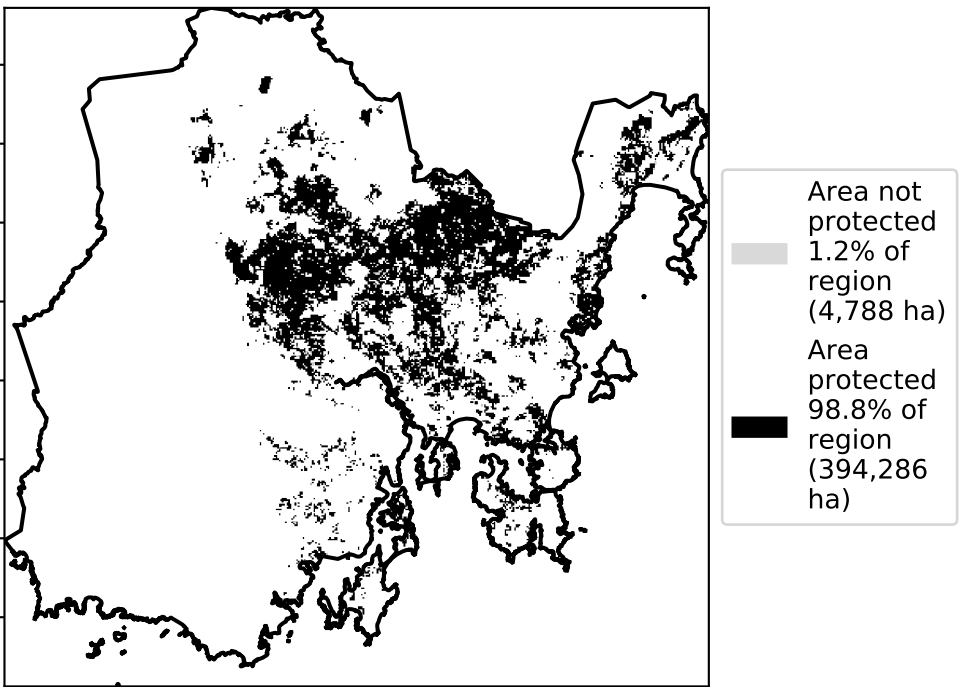 Area not
protected
1.2% of
region
(4,788 ha)
Area
protected
98.8% of
region
(394,286
ha)